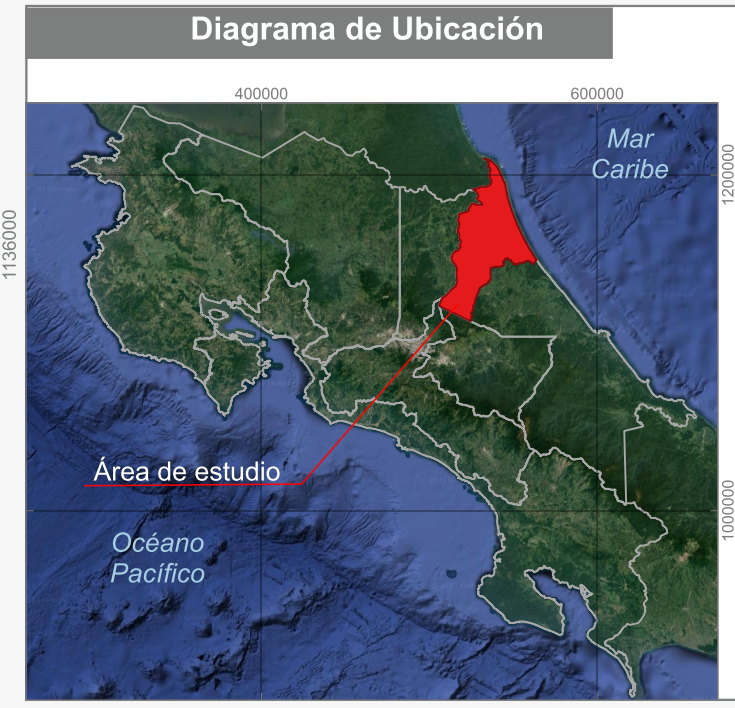 Diagrama de Ubicación
400000
600000
Mar
Caribe
1200000
1136000
Área de estudio
1000000
Océano
Pacífico